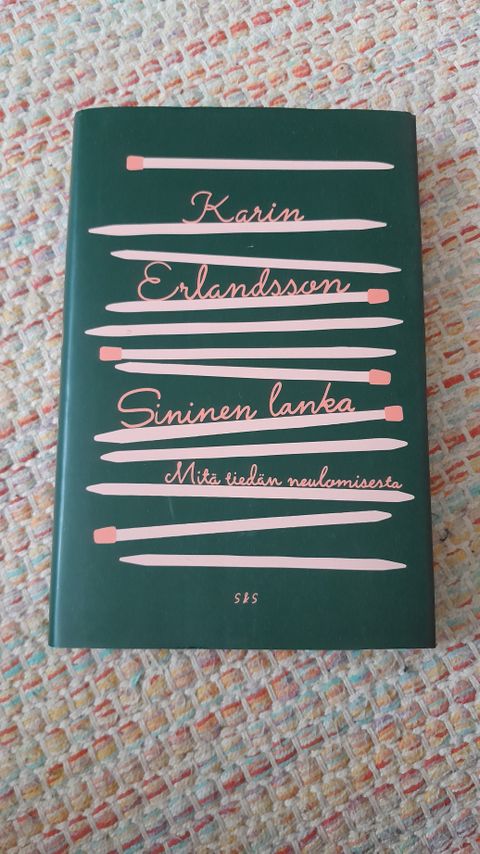 Karin
Erlandsson
Sininen lanka
Mitä tiedän neulomisesta
S&S